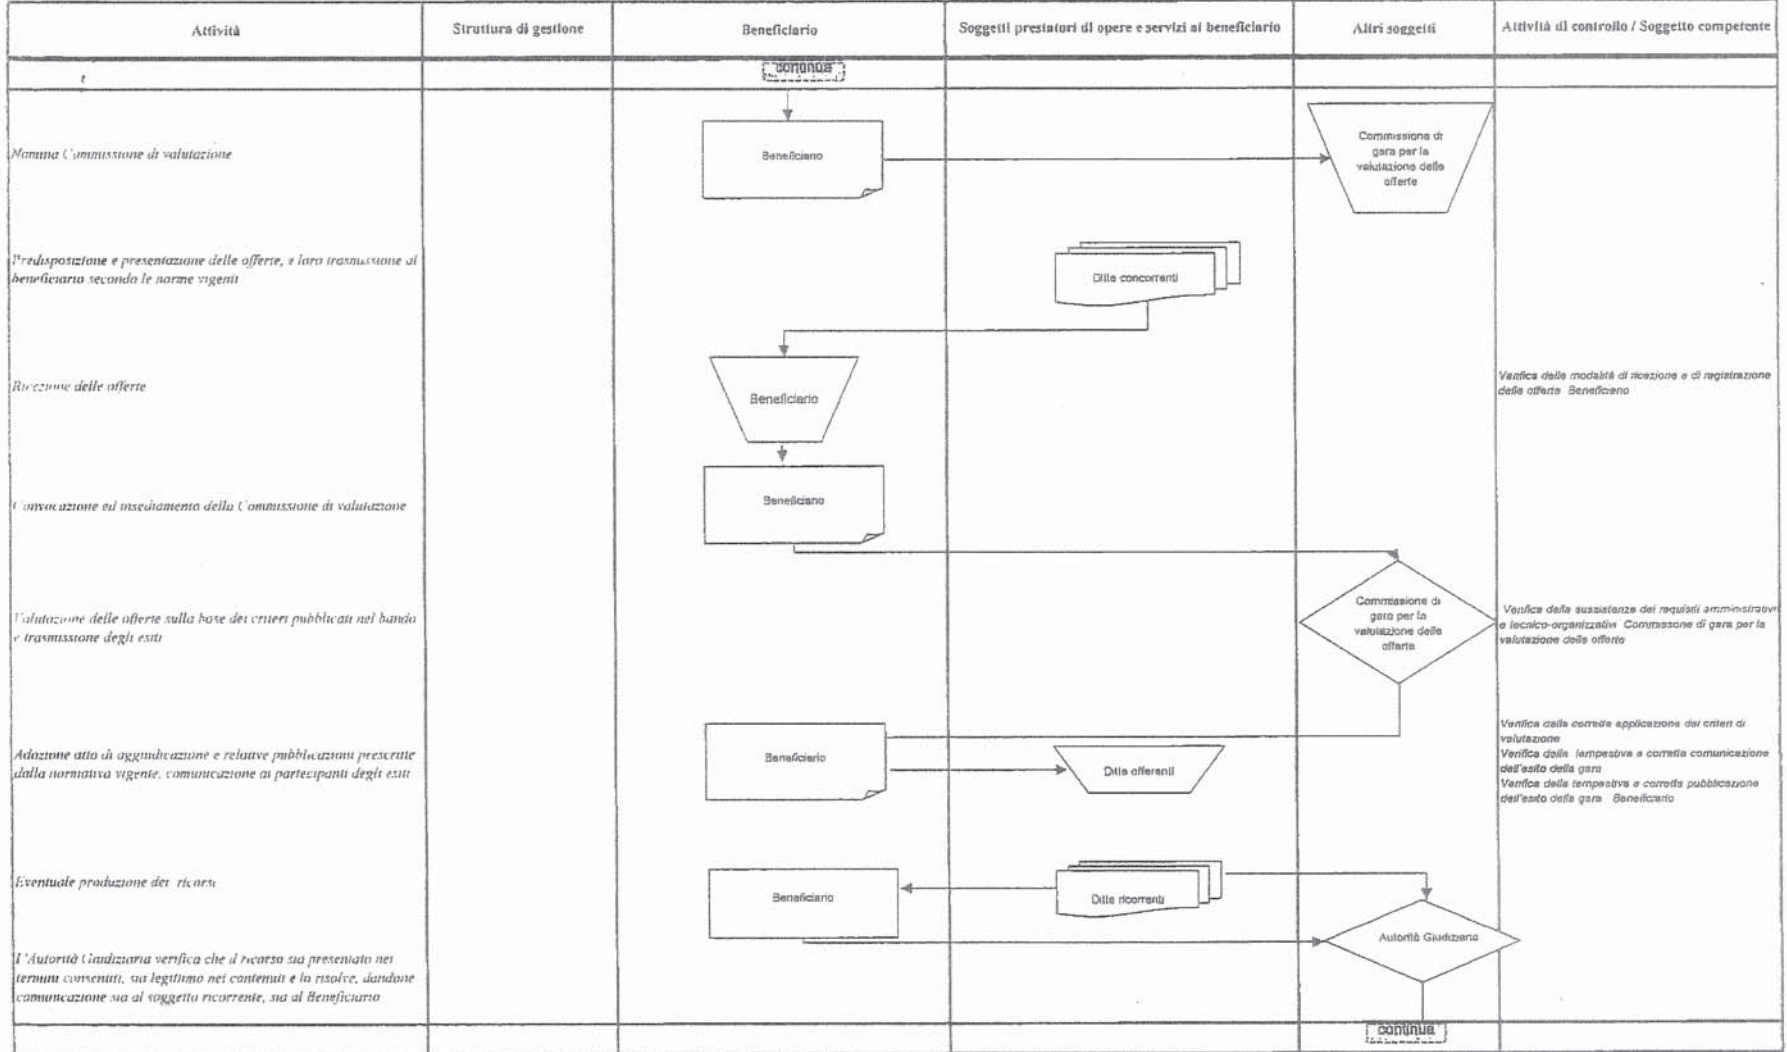 Attività
Struttura di gestione
Beneficiario
Soggetti prestatori di opere e servizi al beneficiario
Altri soggetti
Attività di controllo / Soggetto competente
continua
Nomina Commissione di valutazione
Beneficiario
Commissione di
gara per la
valutazione delle
offerte
Predisposizione e presentazione delle offerte, e loro trasmissione al
beneficiario secondo le norme vigenti
Ditte concorrenti
Ricezione delle offerte
Beneficiario
Verifica delle modalità di ricezione e di registrazione
delle offerte Beneficiario
Convocazione ed insediamento della Commissione di valutazione
Beneficiario
Valutazione delle offerte sulla base dei criteri pubblicati nel bando
e trasmissione degli esiti
Commissione di
gara per la
valutazione delle
offerte
Verifica della sussistenza dei requisiti amministrativi
e tecnico-organizzativi Commissone di gara per la
valutazione delle offerte
Adozione atto di aggiudicazione e relative pubblicazioni prescritte
dalla normativa vigente, comunicazione ai partecipanti degli esiti
Beneficiario
Ditte offerenti
Verifica della corretta applicazione dei criteri di
valutazione
Verifica della tempestiva e corretta comunicazione
dell'esito della gara
Verifica della tempestiva e corretta pubblicazione
dell'esito della gara Beneficiario
Eventuale produzione dei ricorsi
Beneficiario
Ditte ricorrenti
Autorità Giudiziaria
L'Autorità Giudiziaria verifica che il ricorso sia presentato nei
termini consentiti, sia legittimo nei contenuti e lo risolve, dandone
comunicazione sia al soggetto ricorrente, sia al Beneficiario
continua